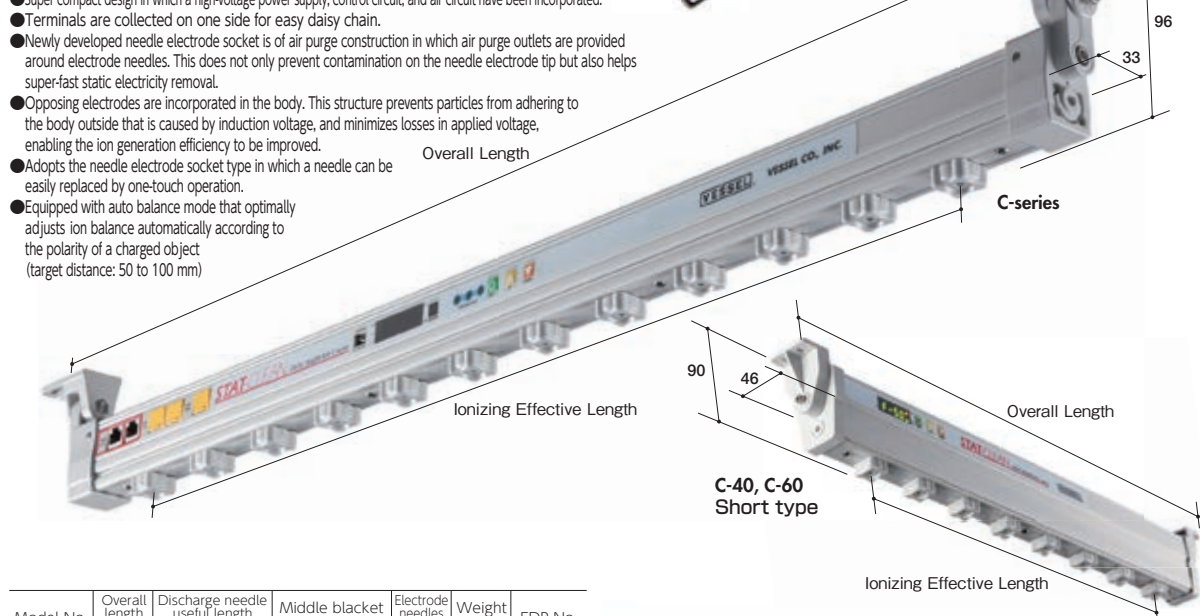 ●Super compact design in which a high-voltage power supply, control circuit, and air circuit have been incorporated.
●Terminals are collected on one side for easy daisy chain.
●Newly developed needle electrode socket is of air purge construction in which air purge outlets are provided
around electrode needles. This does not only prevent contamination on the needle electrode tip but also helps
super-fast static electricity removal.
●Opposing electrodes are incorporated in the body. This structure prevents particles from adhering to
the body outside that is caused by induction voltage, and minimizes losses in applied voltage,
enabling the ion generation efficiency to be improved.
●Adopts the needle electrode socket type in which a needle can be
easily replaced by one-touch operation.
●Equipped with auto balance mode that optimally
adjusts ion balance automatically according to
the polarity of a charged object
(target distance: 50 to 100 mm)
Overall Length
96
33
VESSEL VESSEL CO., INC.
C-series
STATCLEAN
Ionizing Effective Length
90
46
Overall Length
STATCLEAN
C-40, C-60
Short type
Ionizing Effective Length
Model No. Overall length Discharge needle useful length Middle blacket Electrode needles Weight EDP No.